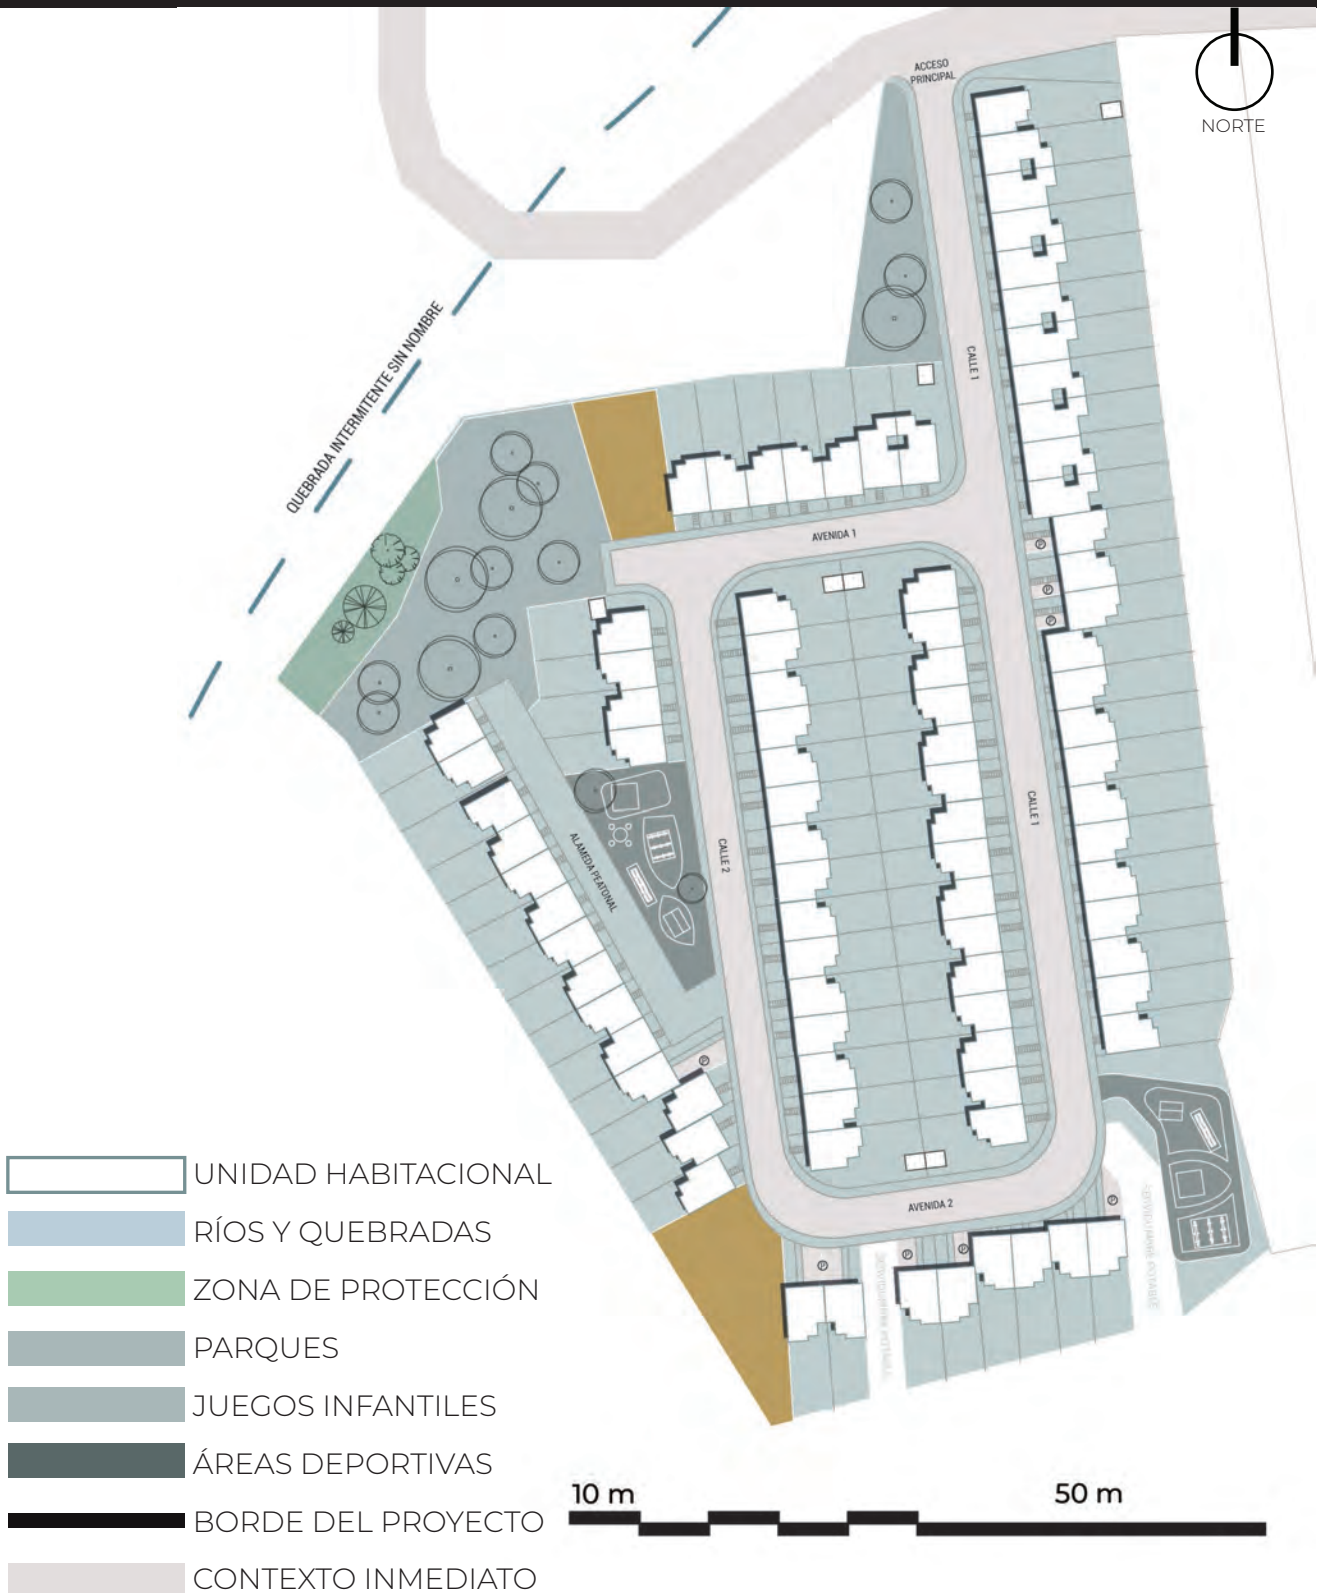 ACCESO
PRINCIPAL
NORTE
QUEBRADA INTERMITENTE SIN NOMBRE
CALLE 1
AVENIDA 1
CALLE 1
ALAMEDA PEATONAL
CALLE 2
AVENIDA 2
P
P
P
P
P
P
P
P
UNIDAD HABITACIONAL
RÍOS Y QUEBRADAS
ZONA DE PROTECCIÓN
PARQUES
JUEGOS INFANTILES
ÁREAS DEPORTIVAS
BORDE DEL PROYECTO
CONTEXTO INMEDIATO
10 m
50 m